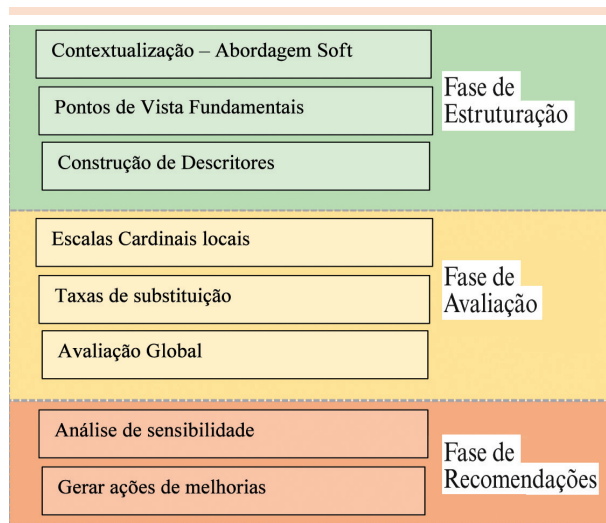 Contextualização – Abordagem Soft
Pontos de Vista Fundamentais
Construção de Descritores
Fase de
Estruturação
Escalas Cardinais locais
Taxas de substituição
Avaliação Global
Fase de
Avaliação
Análise de sensibilidade
Gerar ações de melhorias
Fase de
Recomendações